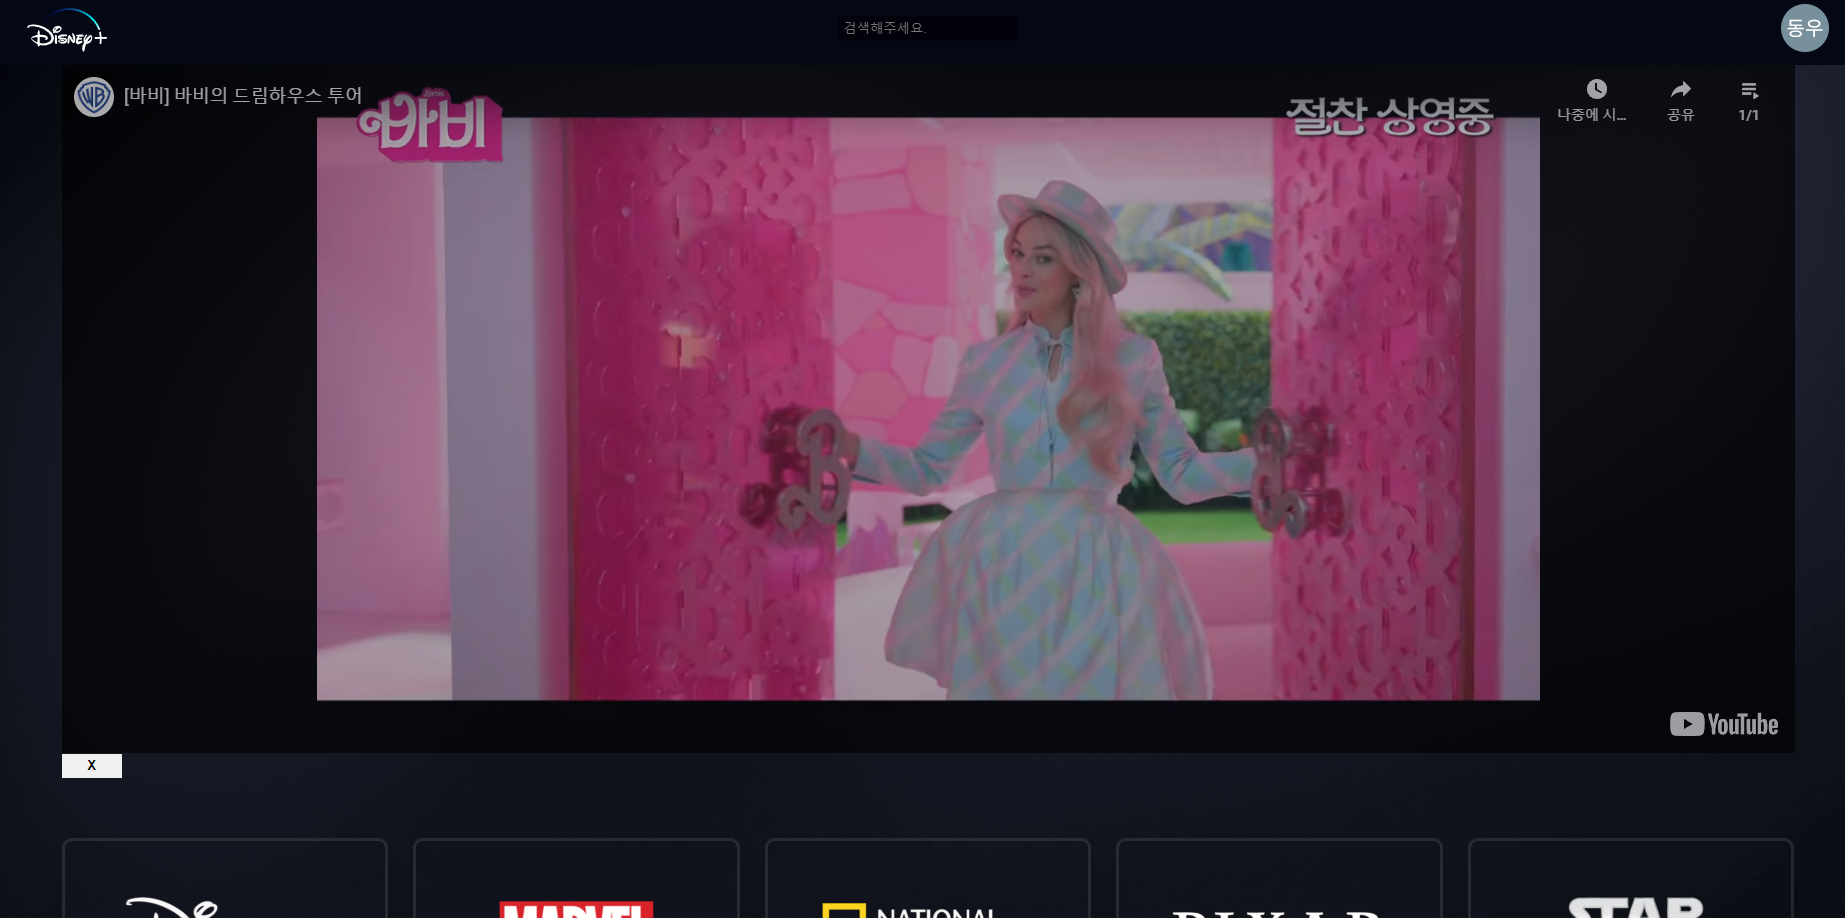 Disney+
검색해주세요.
동우
WB
[바비] 바비의 드림하우스 투어
Barbie
바비
절찬 상영중
나중에 시...
공유
1/1
YouTube
X
MARVEL
NATIONAL
PIXAR
STAR